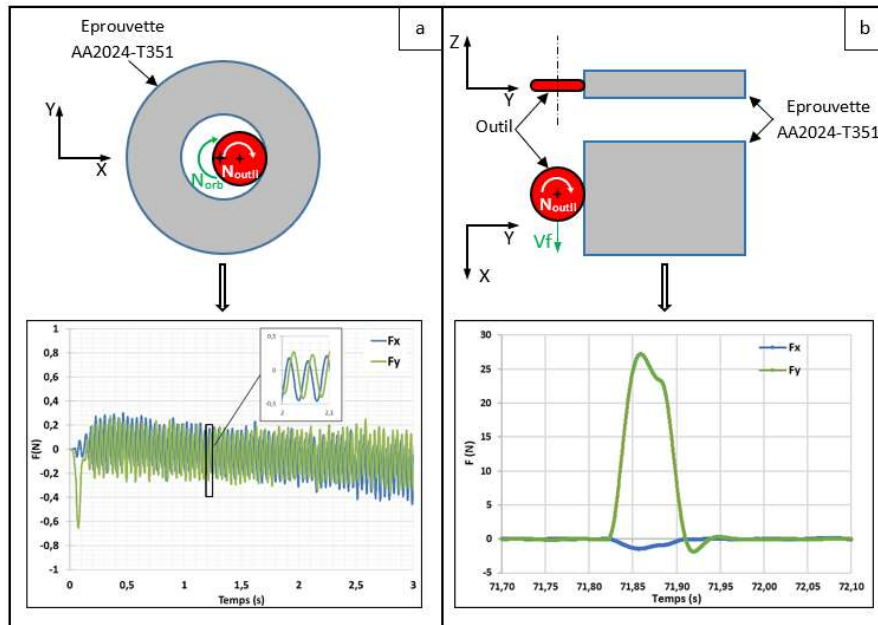 a
Eprouvette
AA2024-T351
Y
X
Norb
Noutil
1
0,8
0,6
0,4
0,2
0
-0,2
-0,4
-0,6
-0,8
-1
F(N)
0
0,5
1
1,5
2
2,5
3
Temps (s)
Fx
Fy
0,5
0
-0,5
2
2,1
b
Z
Y
Outil
Eprouvette
AA2024-T351
Noutil
Y
Vf
X
30
25
20
15
10
5
0
-5
F (N)
Fx
Fy
71,70
71,75
71,80
71,85
71,90
71,95
72,00
72,05
72,10
Temps (s)